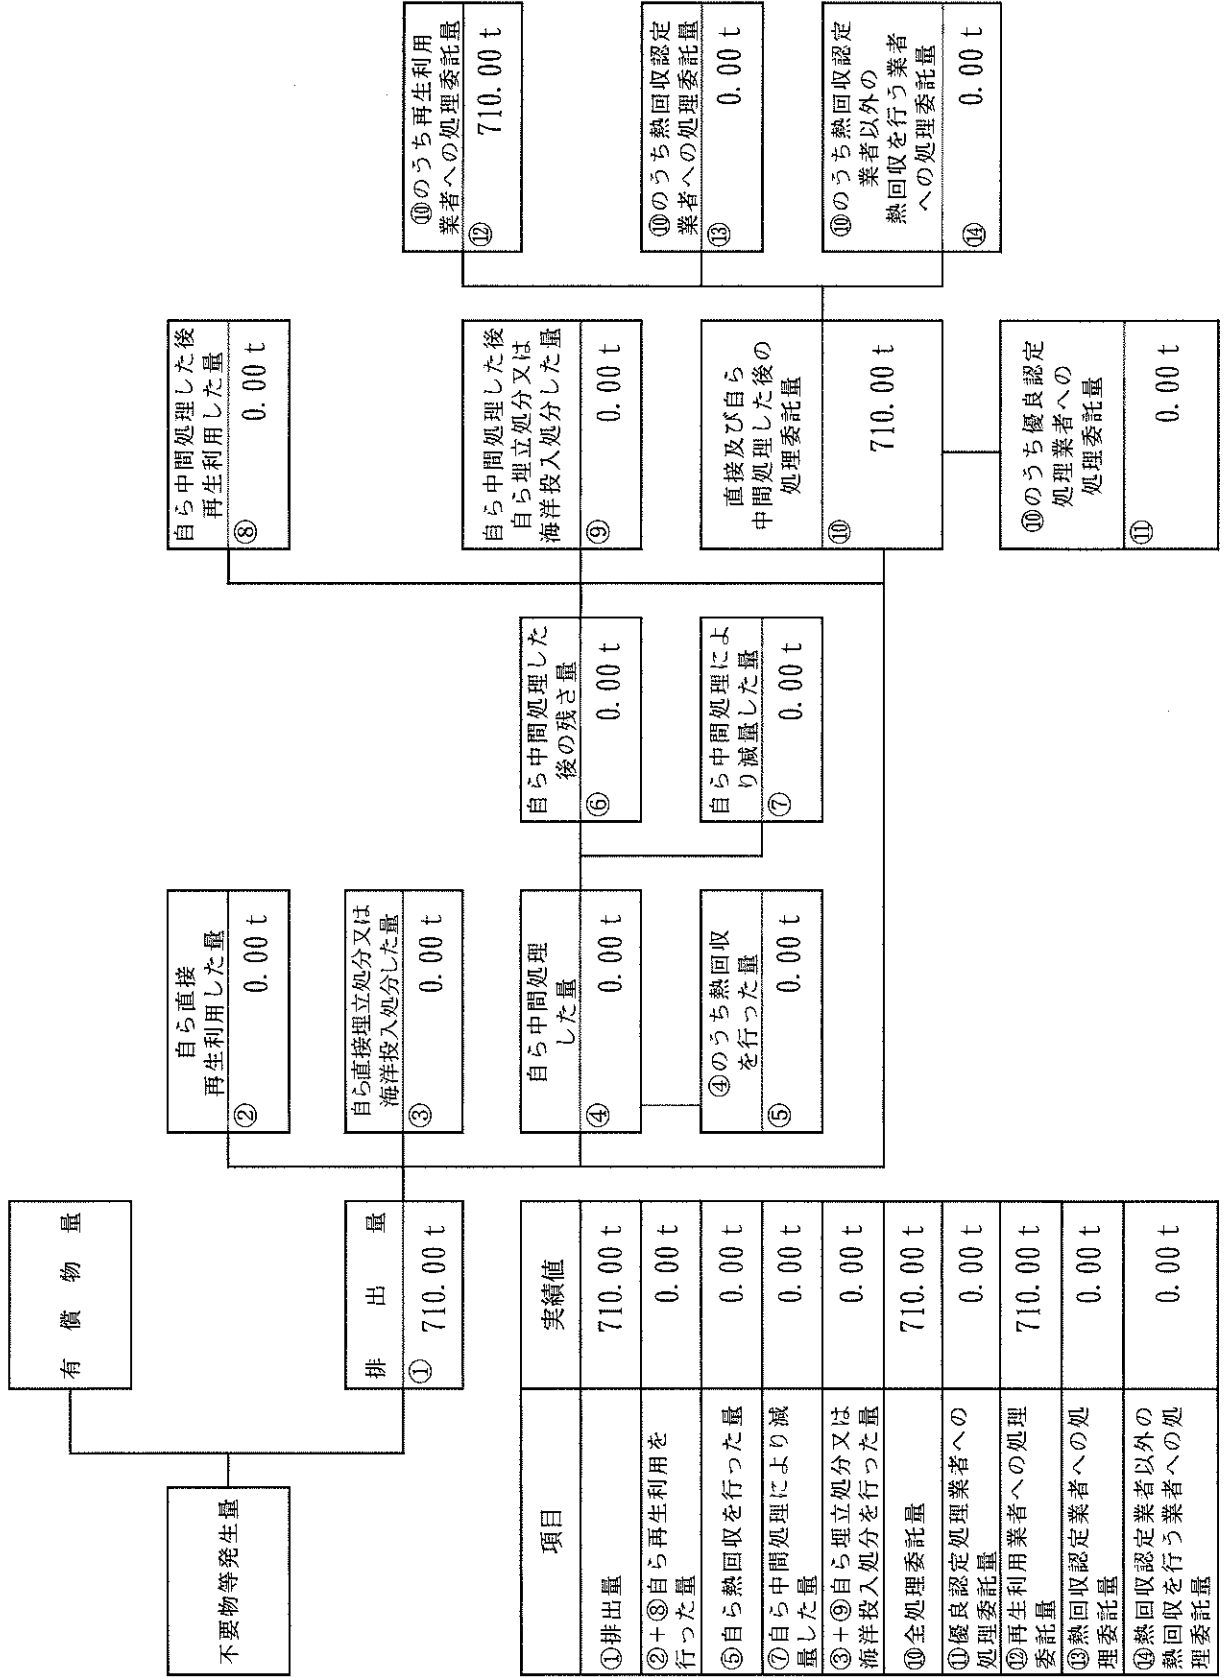 不要物等発生量
有償物量
排出量
① 710.00 t
自ら直接
再生利用した量
② 0.00 t
自ら直接埋立処分又は
海洋投入処分した量
③ 0.00 t
自ら中間処理
した量
④ 0.00 t
④のうち熱回収
を行った量
⑤ 0.00 t
自ら中間処理した
後の残さ量
⑥ 0.00 t
自ら中間処理によ
り減量した量
⑦ 0.00 t
自ら中間処理した後
再生利用した量
⑧ 0.00 t
自ら中間処理した後
自ら埋立処分又は
海洋投入処分した量
⑨ 0.00 t
直接及び自ら
中間処理した後の
処理委託量
⑩ 710.00 t
⑩のうち優良認定
処理業者への
処理委託量
⑪ 0.00 t
⑩のうち再生利用
業者への処理委託量
⑫ 710.00 t
⑩のうち熱回収認定
業者への処理委託量
⑬ 0.00 t
⑩のうち熱回収認定
業者以外の
熱回収を行う業者
への処理委託量
⑭ 0.00 t
項目 実績値
①排出量 710.00 t
②+⑧自ら再生利用を
行った量 0.00 t
⑤自ら熱回収を行った量 0.00 t
⑦自ら中間処理により減
量した量 0.00 t
③+⑨自ら埋立処分又は
海洋投入処分を行った量 0.00 t
⑩全処理委託量 710.00 t
⑪優良認定処理業者への
処理委託量 0.00 t
⑫再生利用業者への処理
委託量 710.00 t
⑬熱回収認定業者への処
理委託量 0.00 t
⑭熱回収認定業者以外の
熱回収を行う業者への処
理委託量 0.00 t